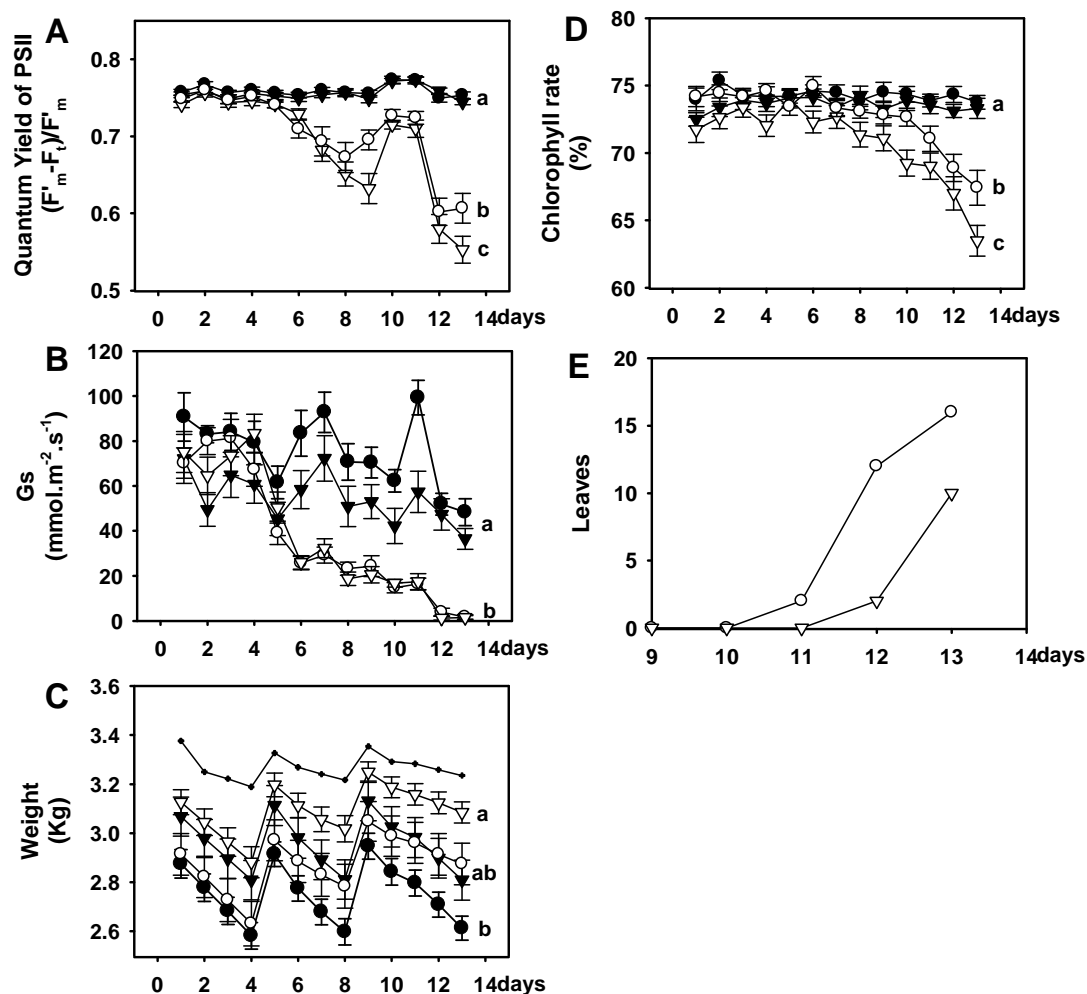 A
Quantum Yield of PSII
(F'm-Ft)/F'm
0.8
0.7
0.6
0.5
a
b
c
0 2 4 6 8 10 12 14days
B
Gs
(mmol.m-2.s-1)
120
100
80
60
40
20
0
a
b
0 2 4 6 8 10 12 14days
C
Weight
(Kg)
3.6
3.4
3.2
3.0
2.8
2.6
a
ab
b
0 2 4 6 8 10 12 14days
D
Chlorophyll rate
(%)
80
75
70
65
60
a
b
c
0 2 4 6 8 10 12 14days
E
Leaves
20
15
10
5
0
9 10 11 12 13 14days